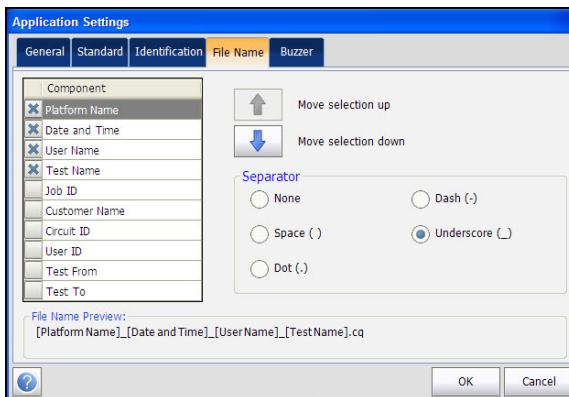 Application Settings
General Standard Identification File Name Buzzer
Component
Platform Name
Date and Time
User Name
Test Name
Job ID
Customer Name
Circuit ID
User ID
Test From
Test To
Move selection up
Move selection down
Separator
None
Dash (-)
Space ( )
Underscore (_)
Dot (.)
File Name Preview:
[Platform Name]_[Date and Time]_[User Name]_[Test Name].cq
?
OK Cancel